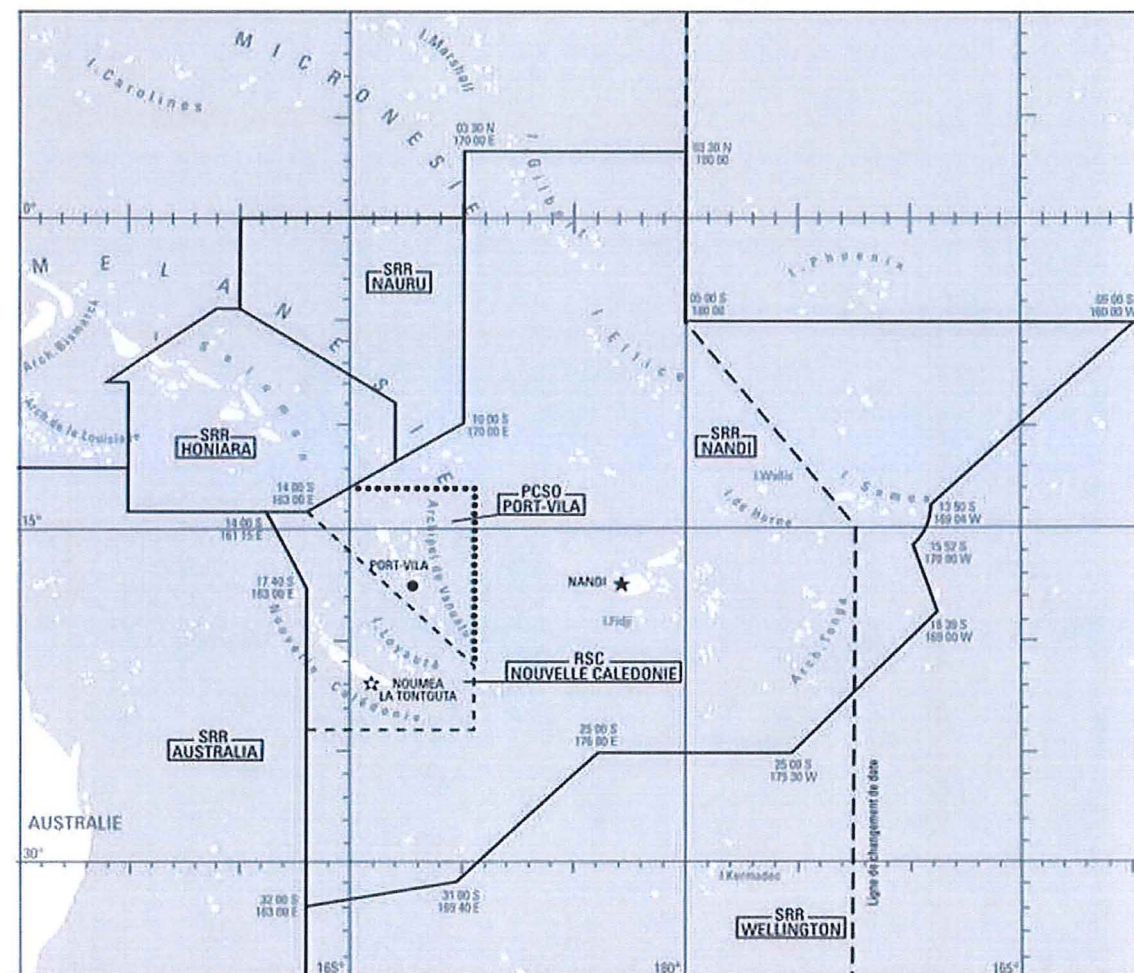 MICRONESIE
I. Marshall
I. Carolines
03 30 N
170 00 E
03 30 N
180 00
I. Gilbert
0°
MELANESIE
SRR
NAURU
I. Phoenix
05 00 S
180 00
05 00 S
160 00 W
Arch. Bismarck
I. Salomon
I. Ellice
Arch. de la Louisiane
SRR
HONIARA
10 00 S
170 00 E
SRR
NANDI
14 00 S
163 00 E
PCSO
PORT-VILA
I. Wallis
I. Samoa
I. de Horne
13 50 S
169 04 W
15°
14 00 S
161 15 E
Archipel de Vanuatu
15 52 S
170 00 W
PORT-VILA
NANDI
17 40 S
163 00 E
I. Fidji
18 39 S
169 00 W
Nouvelle Calédonie
I. Loyauté
Arch. Tonga
RSC
NOUVELLE CALEDONIE
NOUMEA
LA TONTOUTA
SRR
AUSTRALIA
25 00 S
176 00 E
25 00 S
175 30 W
AUSTRALIE
Ligne de changement de date
30°
I. Kermadec
32 00 S
163 00 E
31 00 S
169 40 E
SRR
WELLINGTON
165°
180°
165°